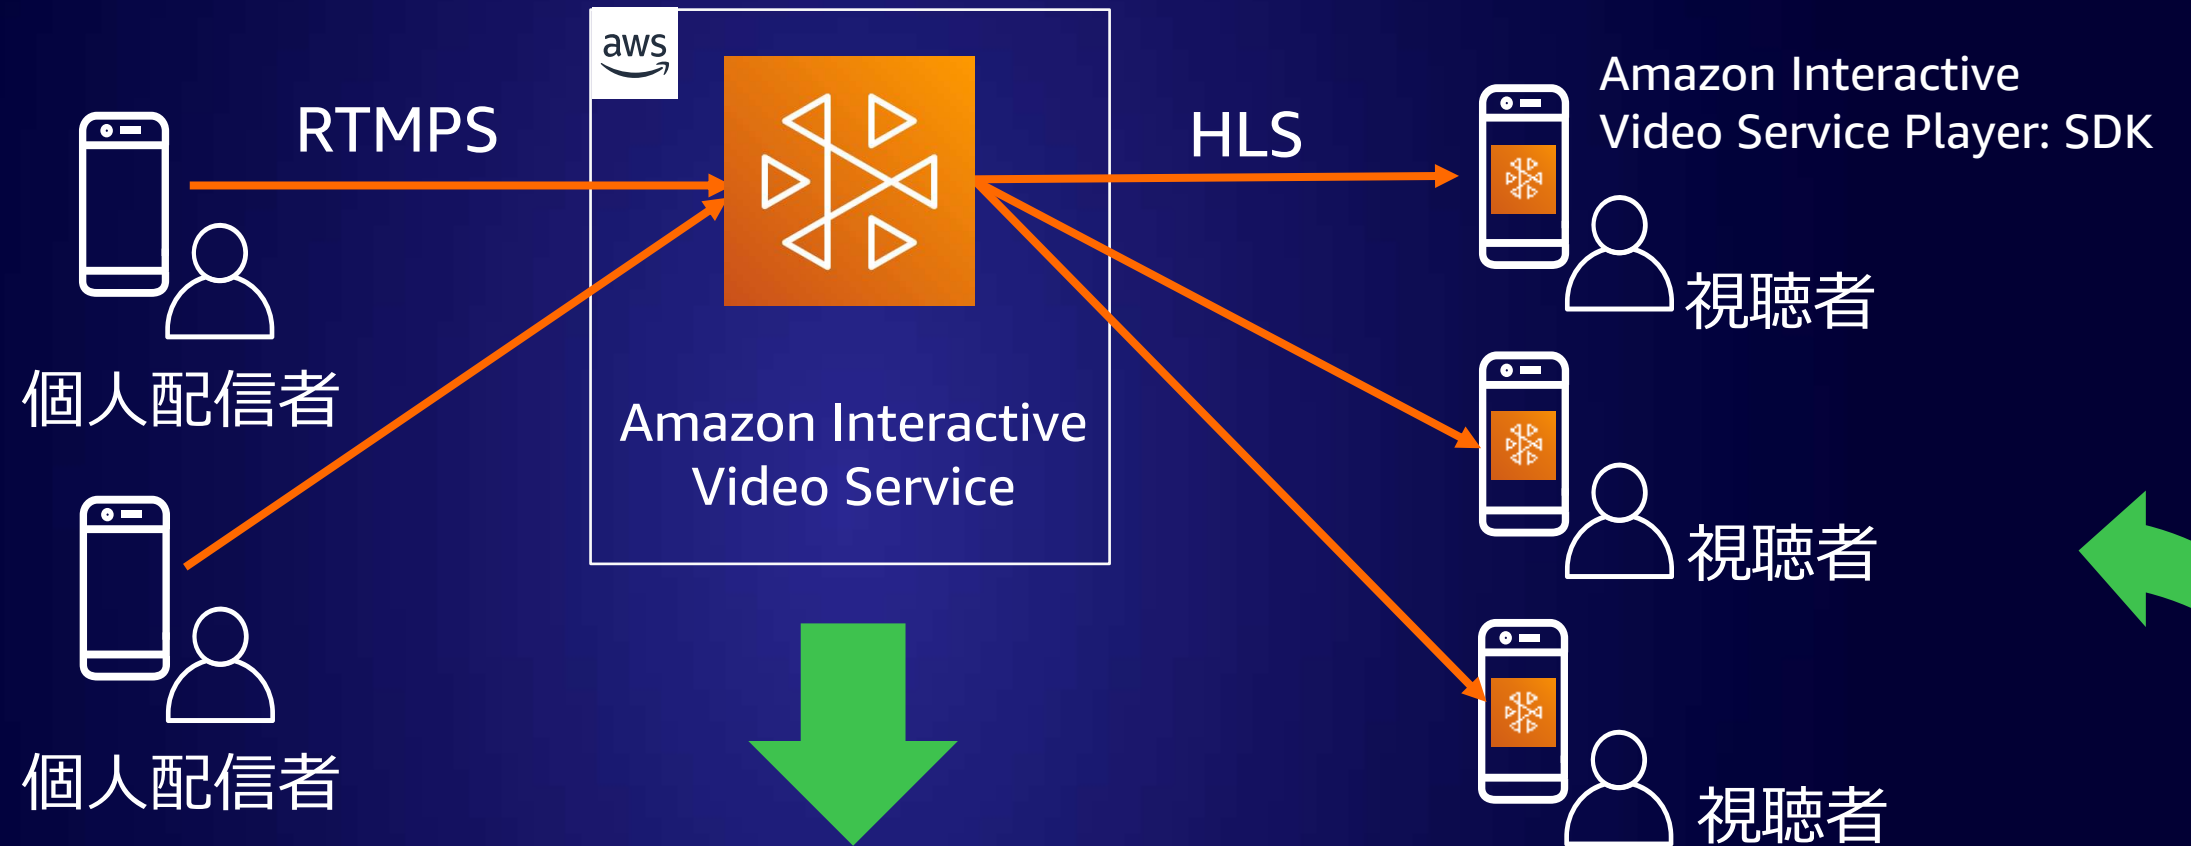 aws
RTMPS
HLS
Amazon Interactive
Video Service Player: SDK
視聴者
個人配信者
Amazon Interactive
Video Service
視聴者
個人配信者
視聴者